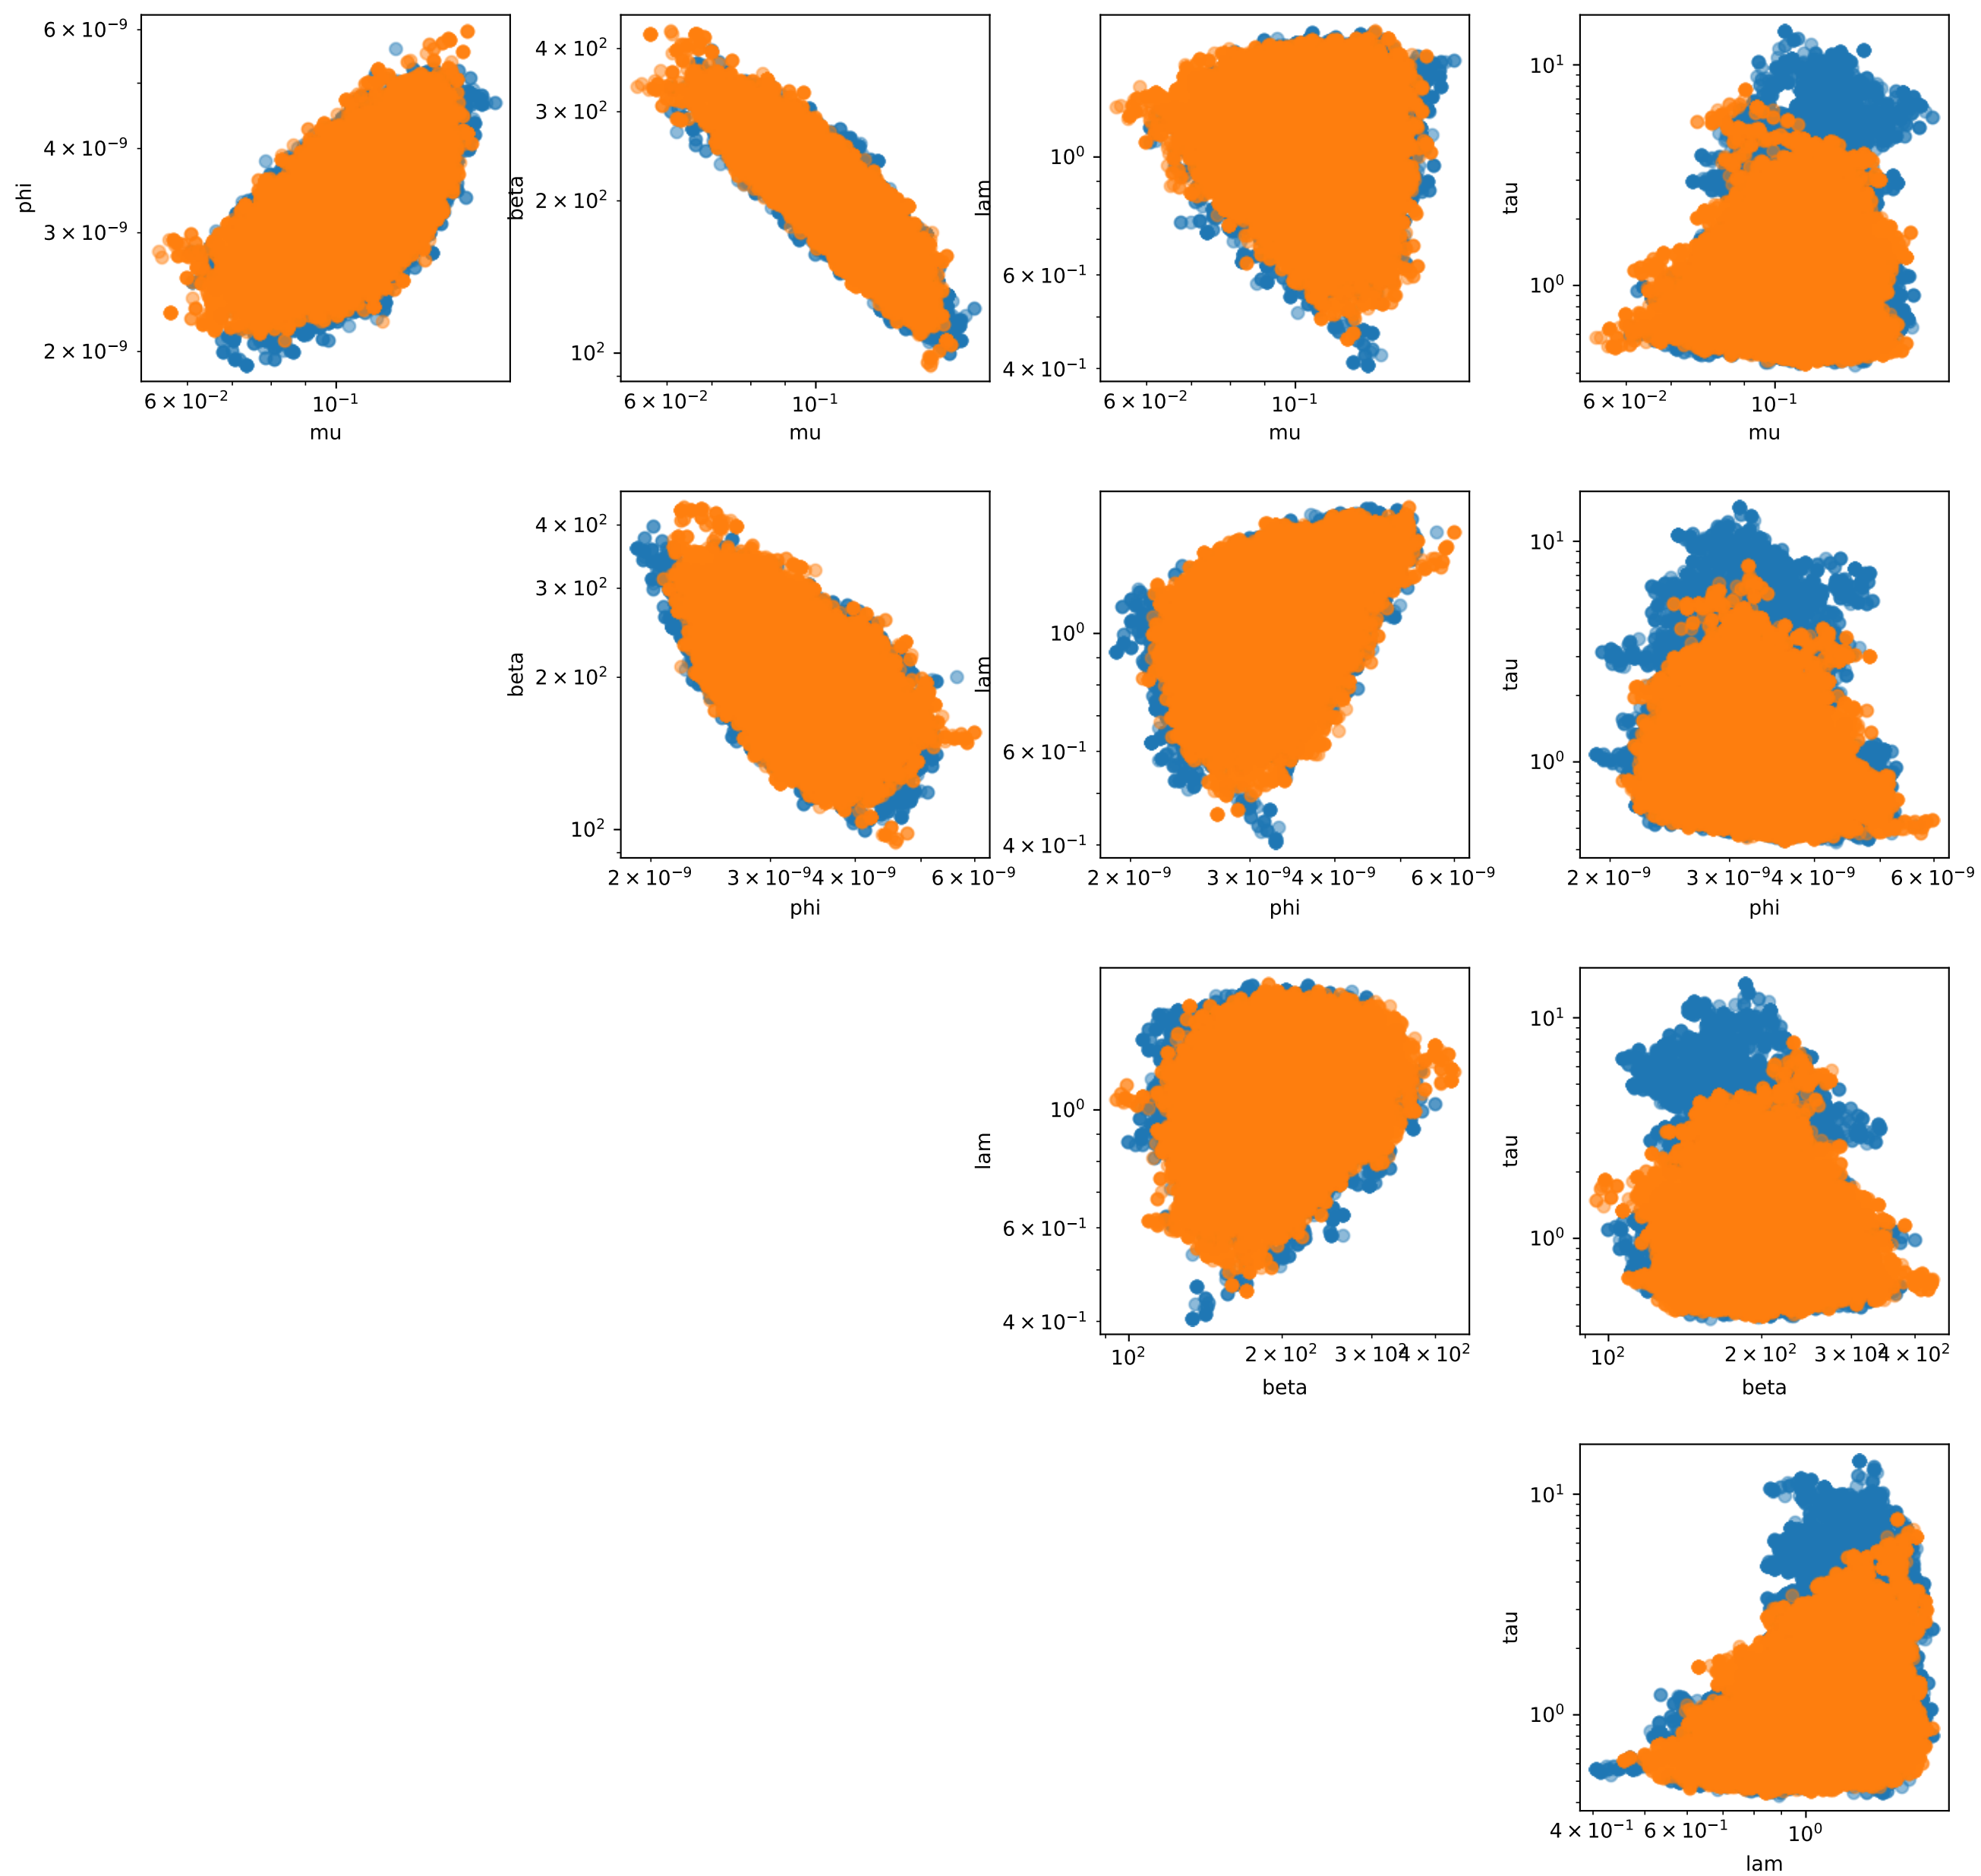 phi
6 × 10⁻⁹
4 × 10⁻⁹
3 × 10⁻⁹
2 × 10⁻⁹
6 × 10⁻² 10⁻¹
mu
beta
4 × 10²
3 × 10²
2 × 10²
10²
6 × 10⁻² 10⁻¹
mu
lam
10⁰
6 × 10⁻¹
4 × 10⁻¹
6 × 10⁻² 10⁻¹
mu
tau
10¹
10⁰
6 × 10⁻² 10⁻¹
mu
beta
4 × 10²
3 × 10²
2 × 10²
10²
2 × 10⁻⁹ 3 × 10⁻⁹ 4 × 10⁻⁹ 6 × 10⁻⁹
phi
lam
10⁰
6 × 10⁻¹
4 × 10⁻¹
2 × 10⁻⁹ 3 × 10⁻⁹ 4 × 10⁻⁹ 6 × 10⁻⁹
phi
tau
10¹
10⁰
2 × 10⁻⁹ 3 × 10⁻⁹ 4 × 10⁻⁹ 6 × 10⁻⁹
phi
lam
10⁰
6 × 10⁻¹
4 × 10⁻¹
10² 2 × 10² 3 × 10² 4 × 10²
beta
tau
10¹
10⁰
10² 2 × 10² 3 × 10² 4 × 10²
beta
tau
10¹
10⁰
4 × 10⁻¹ 6 × 10⁻¹ 10⁰
lam